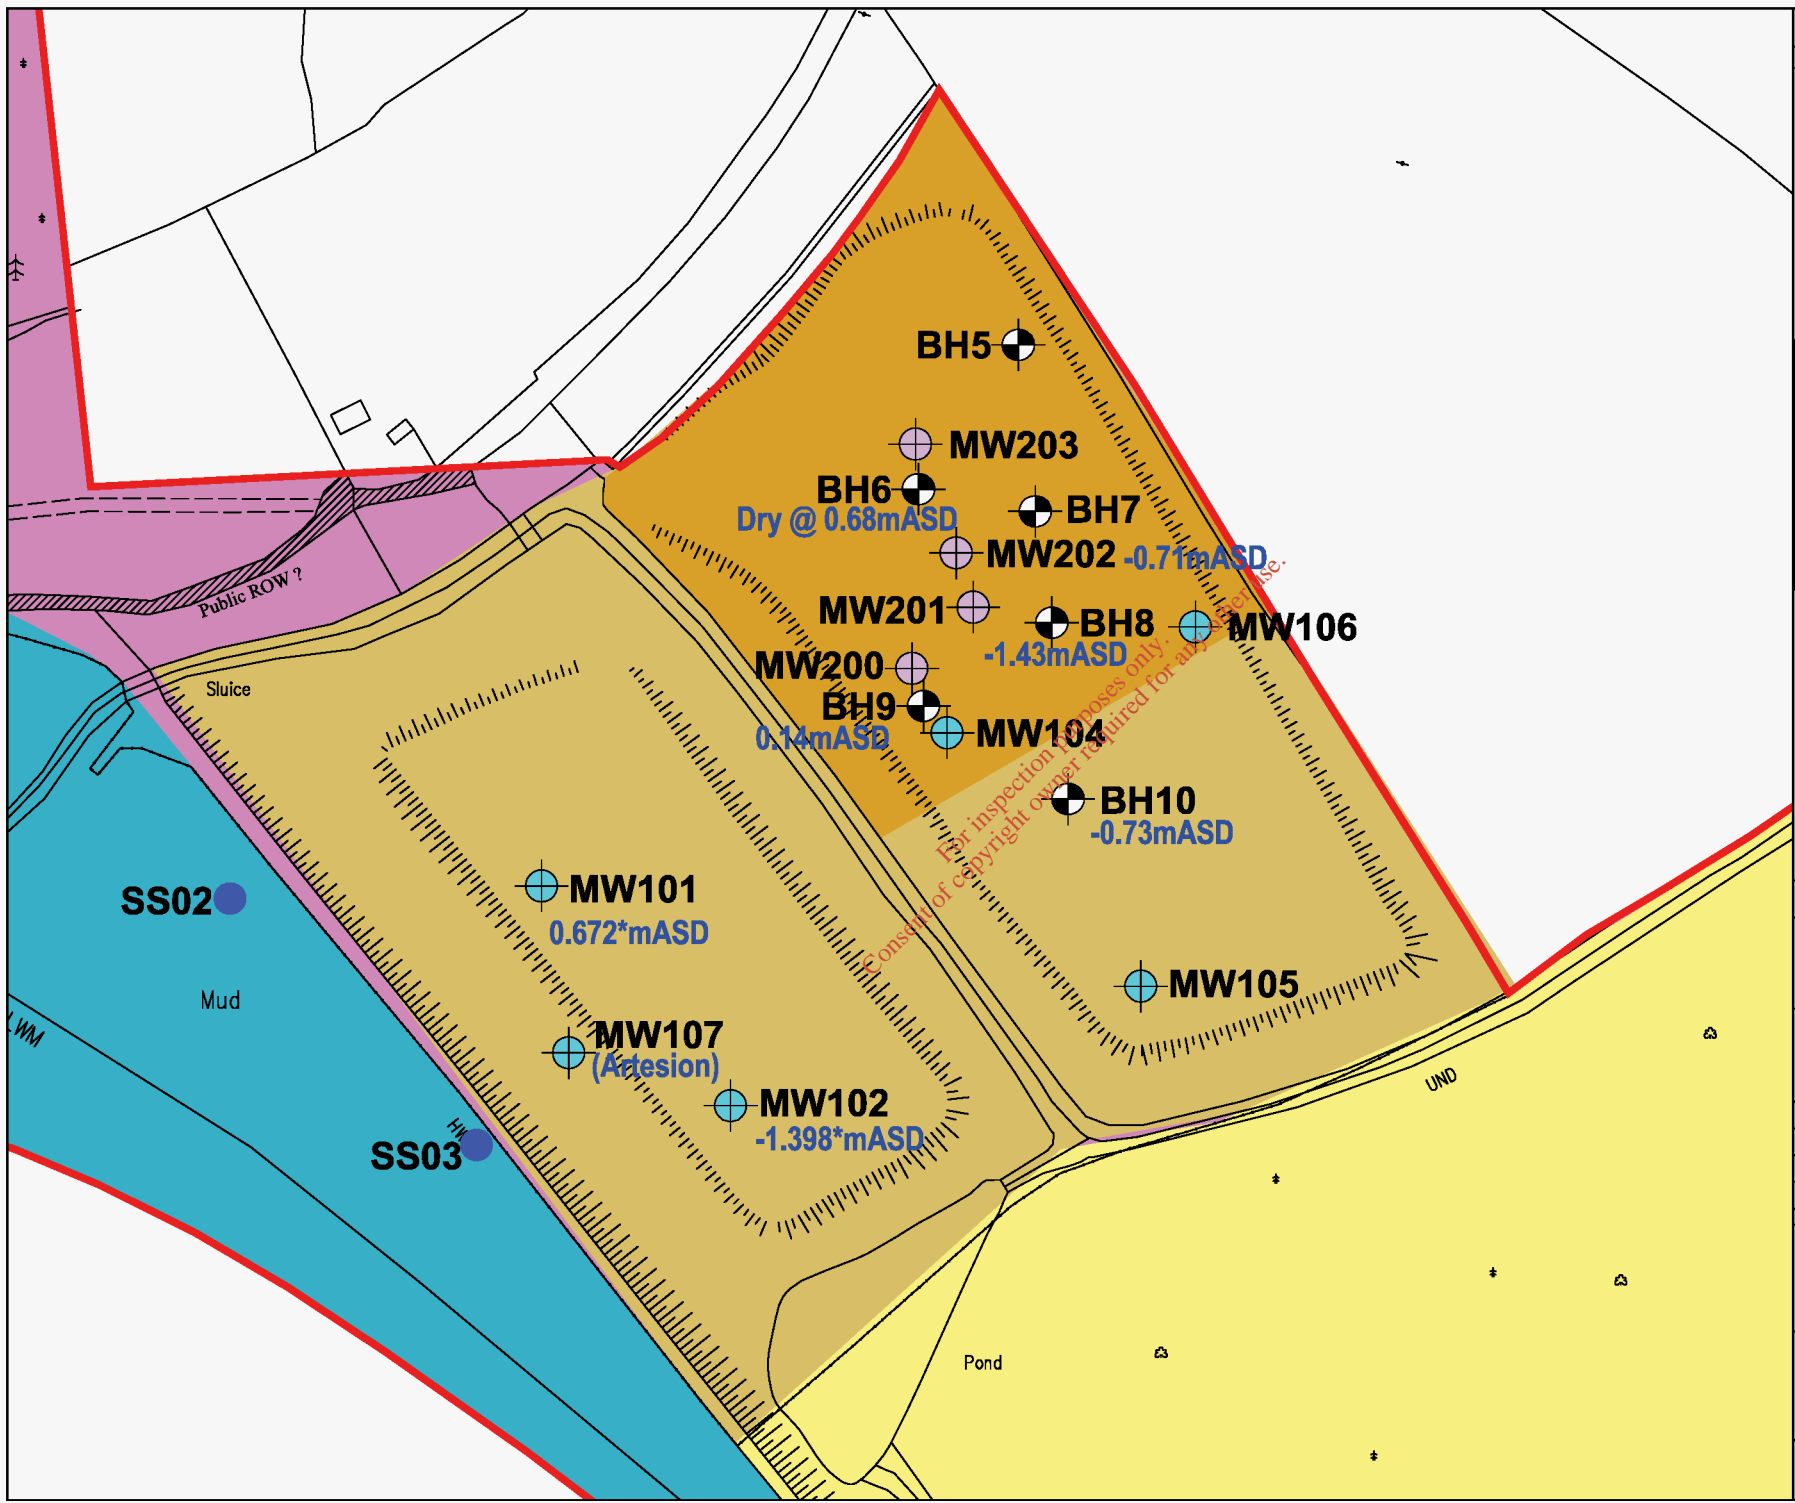 BH5
MW203
BH6
Dry @ 0.68mASD
BH7
MW202 -0.71mASD
MW201
BH8
-1.43mASD
MW106
MW200
BH9
0.14mASD
MW104
For inspection purposes only.
Consent of copyright owner required for any other use.
Public ROW ?
Sluice
BH10
-0.73mASD
MW101
0.672*mASD
SS02
MW105
Mud
LWM
MW107
(Artesion)
UND
MW102
-1.398*mASD
SS03
Pond